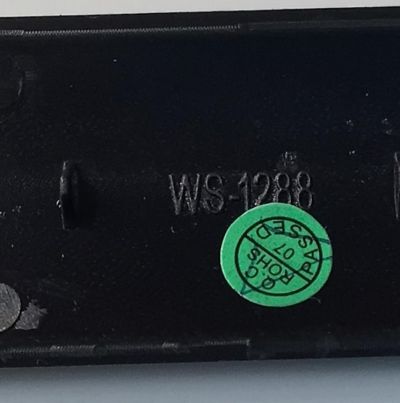 WS-1288
Q.C
PASSED
ROHS
07